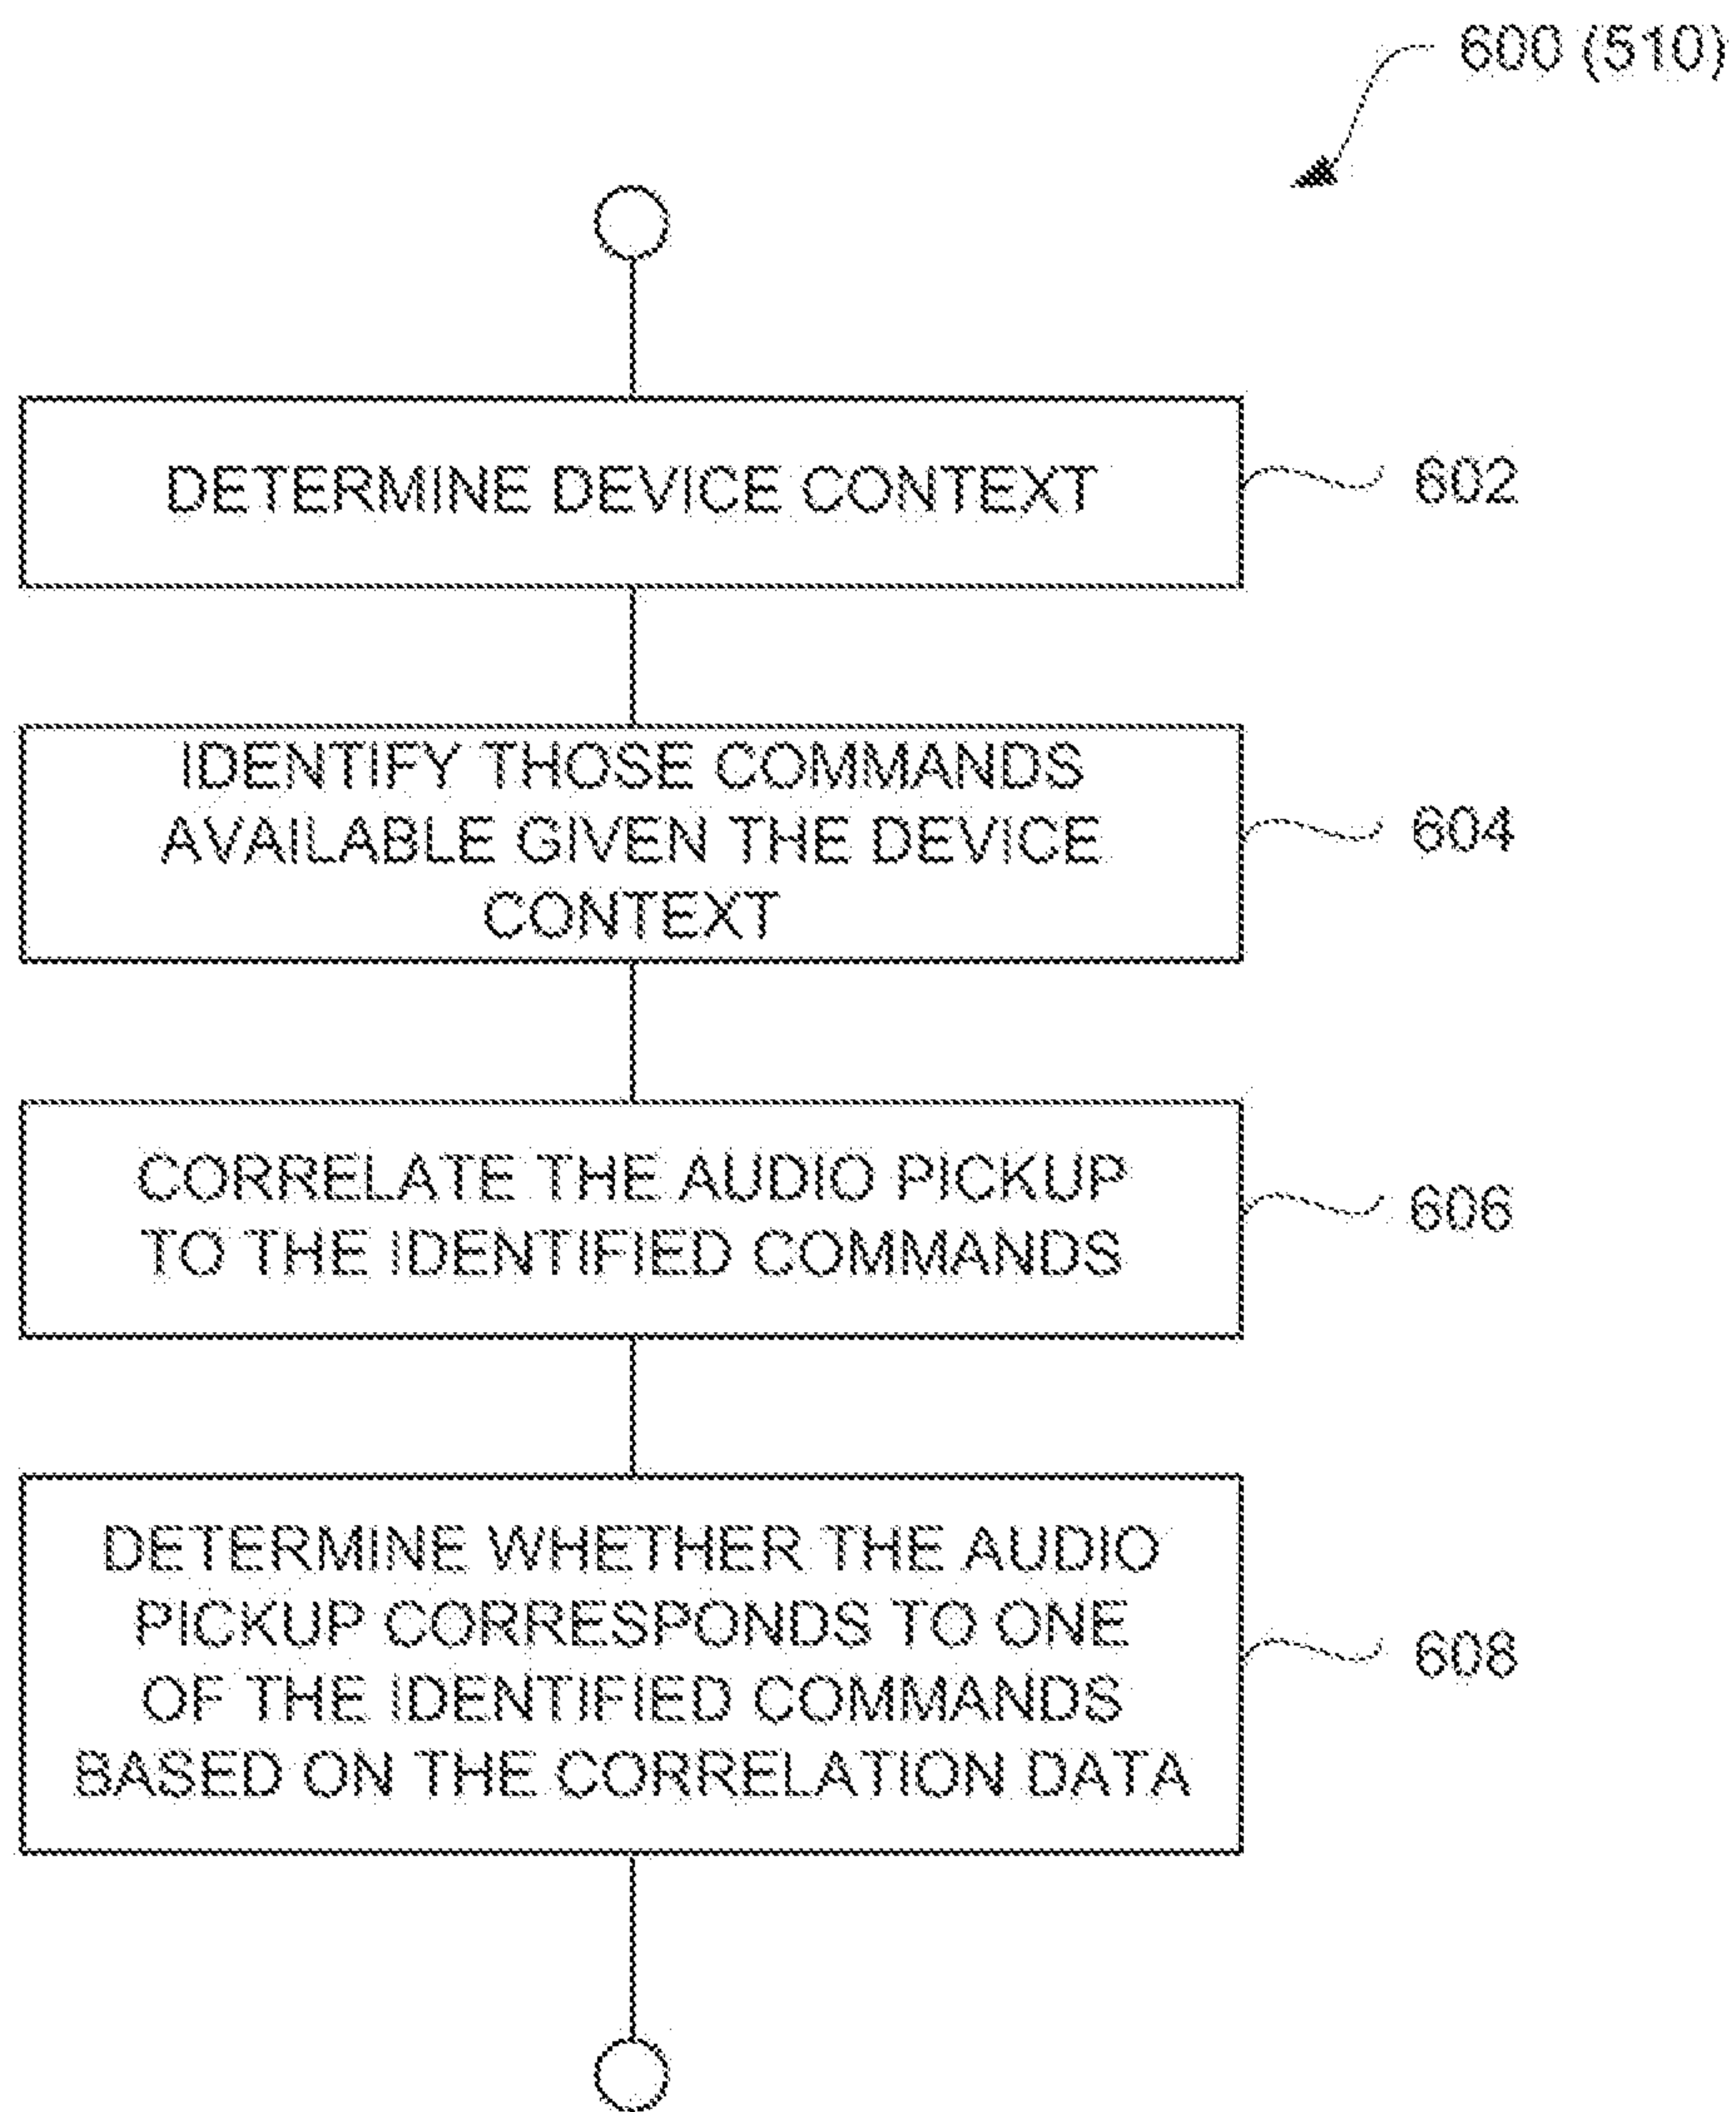 600 (510)
DETERMINE DEVICE CONTEXT
602
IDENTIFY THOSE COMMANDS
AVAILABLE GIVEN THE DEVICE
CONTEXT
604
CORRELATE THE AUDIO PICKUP
TO THE IDENTIFIED COMMANDS
606
DETERMINE WHETHER THE AUDIO
PICKUP CORRESPONDS TO ONE
OF THE IDENTIFIED COMMANDS
BASED ON THE CORRELATION DATA
608